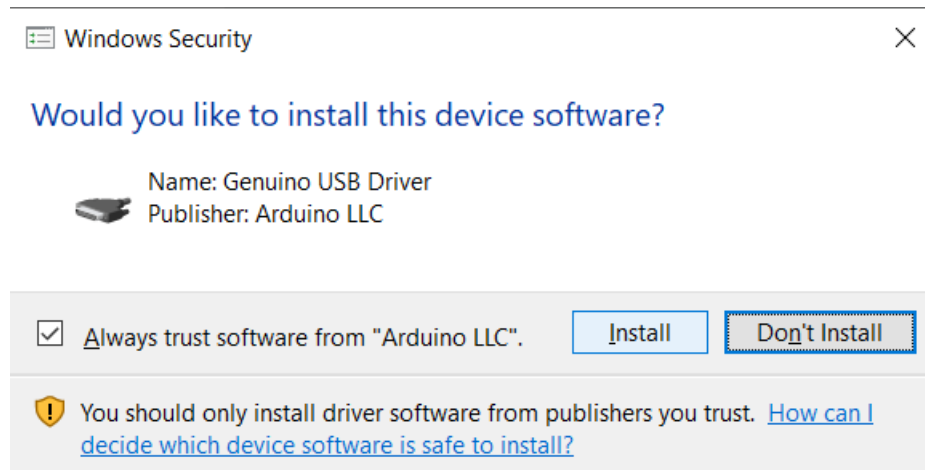 Windows Security
Would you like to install this device software?
Name: Genuino USB Driver
Publisher: Arduino LLC
Always trust software from "Arduino LLC".
Install
Don't Install
You should only install driver software from publishers you trust. How can I
decide which device software is safe to install?